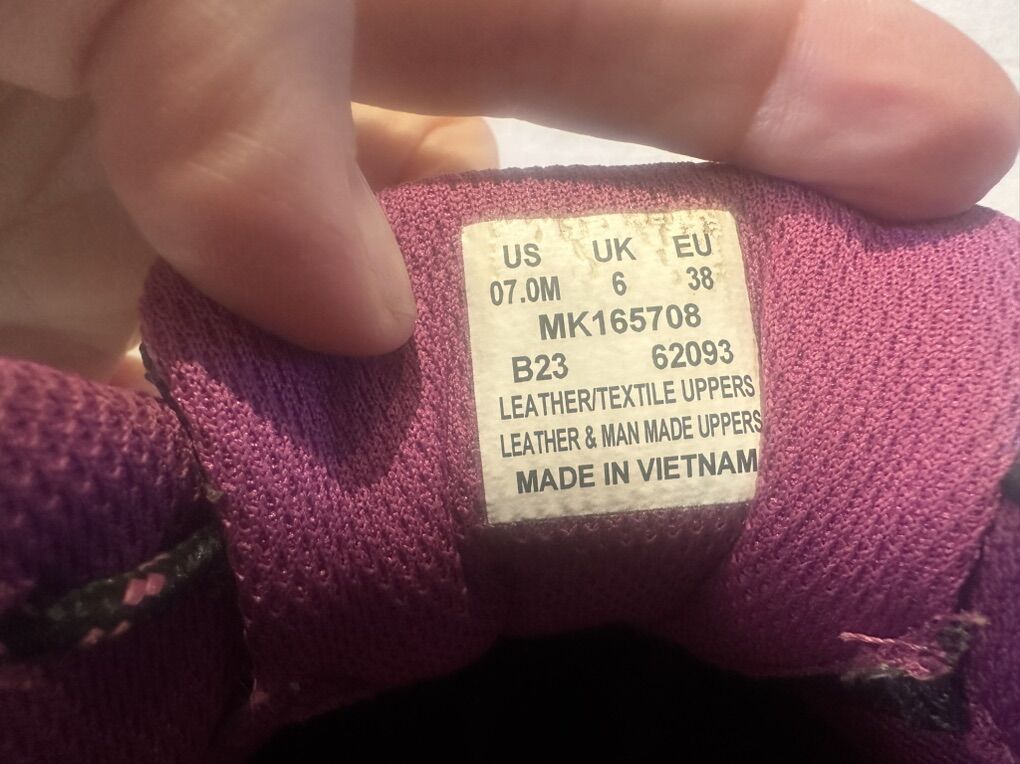 US UK EU
07.0M 6 38
MK165708
B23 62093
LEATHER/TEXTILE UPPERS
LEATHER & MAN MADE UPPERS
MADE IN VIETNAM